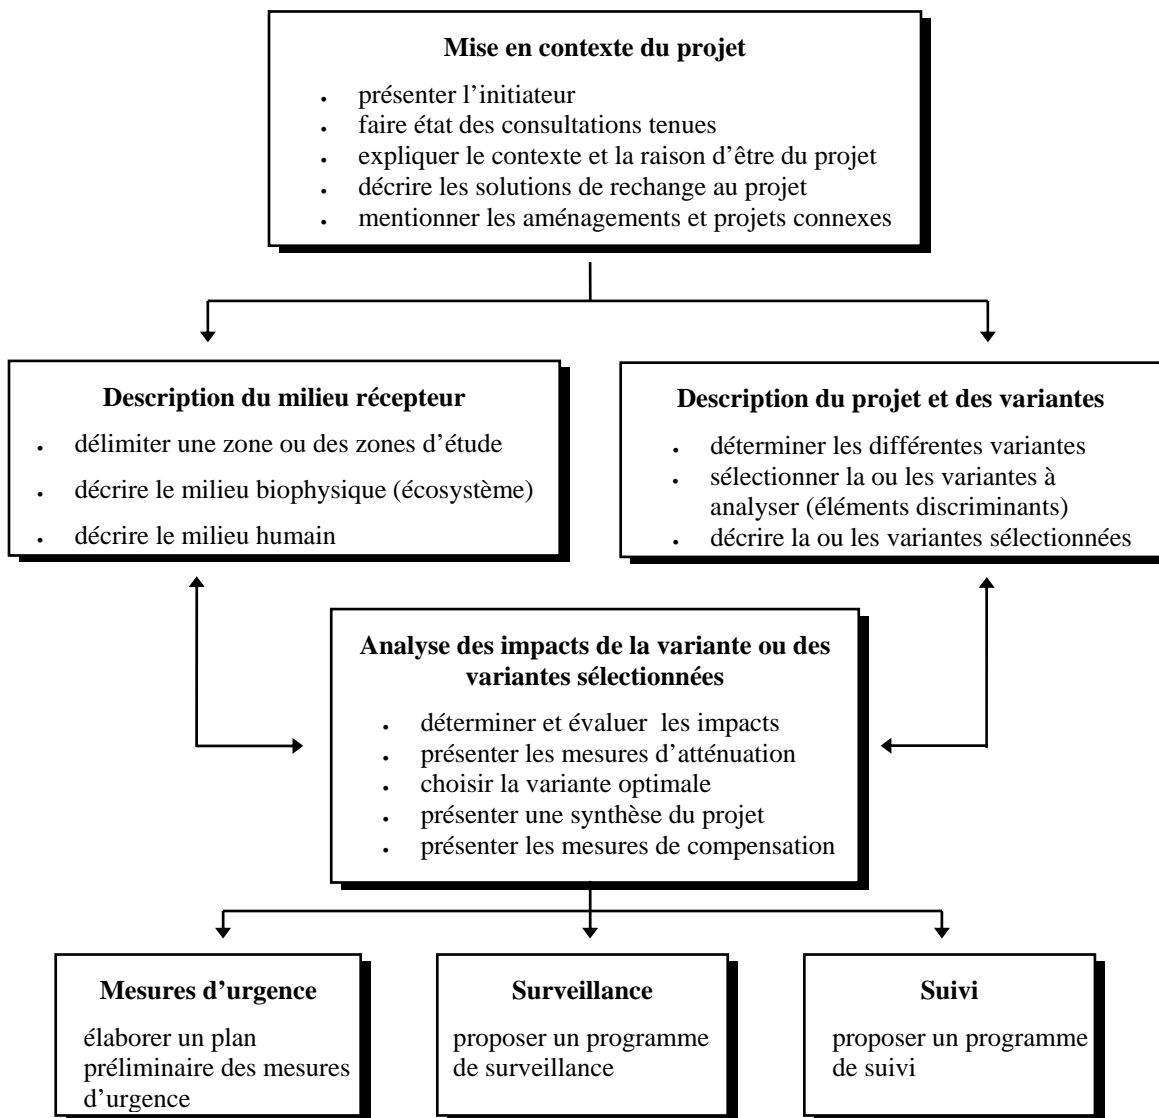 Mise en contexte du projet
• présenter l’initiateur
• faire état des consultations tenues
• expliquer le contexte et la raison d’être du projet
• décrire les solutions de rechange au projet
• mentionner les aménagements et projets connexes
Description du milieu récepteur
• délimiter une zone ou des zones d’étude
• décrire le milieu biophysique (écosystème)
• décrire le milieu humain
Description du projet et des variantes
• déterminer les différentes variantes
• sélectionner la ou les variantes à
analyser (éléments discriminants)
• décrire la ou les variantes sélectionnées
Analyse des impacts de la variante ou des
variantes sélectionnées
• déterminer et évaluer les impacts
• présenter les mesures d’atténuation
• choisir la variante optimale
• présenter une synthèse du projet
• présenter les mesures de compensation
Mesures d’urgence
élaborer un plan
préliminaire des mesures
d’urgence
Surveillance
proposer un programme
de surveillance
Suivi
proposer un programme
de suivi